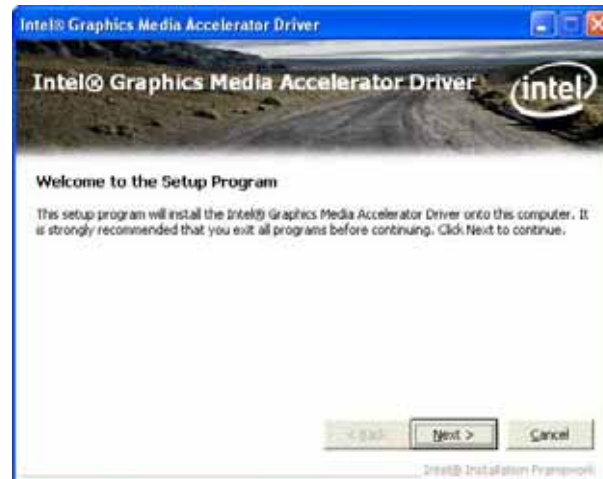 Intel® Graphics Media Accelerator Driver
Intel® Graphics Media Accelerator Driver
intel
Welcome to the Setup Program
This setup program will install the Intel® Graphics Media Accelerator Driver onto this computer. It
is strongly recommended that you exit all programs before continuing. Click Next to continue.
< Back
Next >
Cancel
Intel® Installation Framework